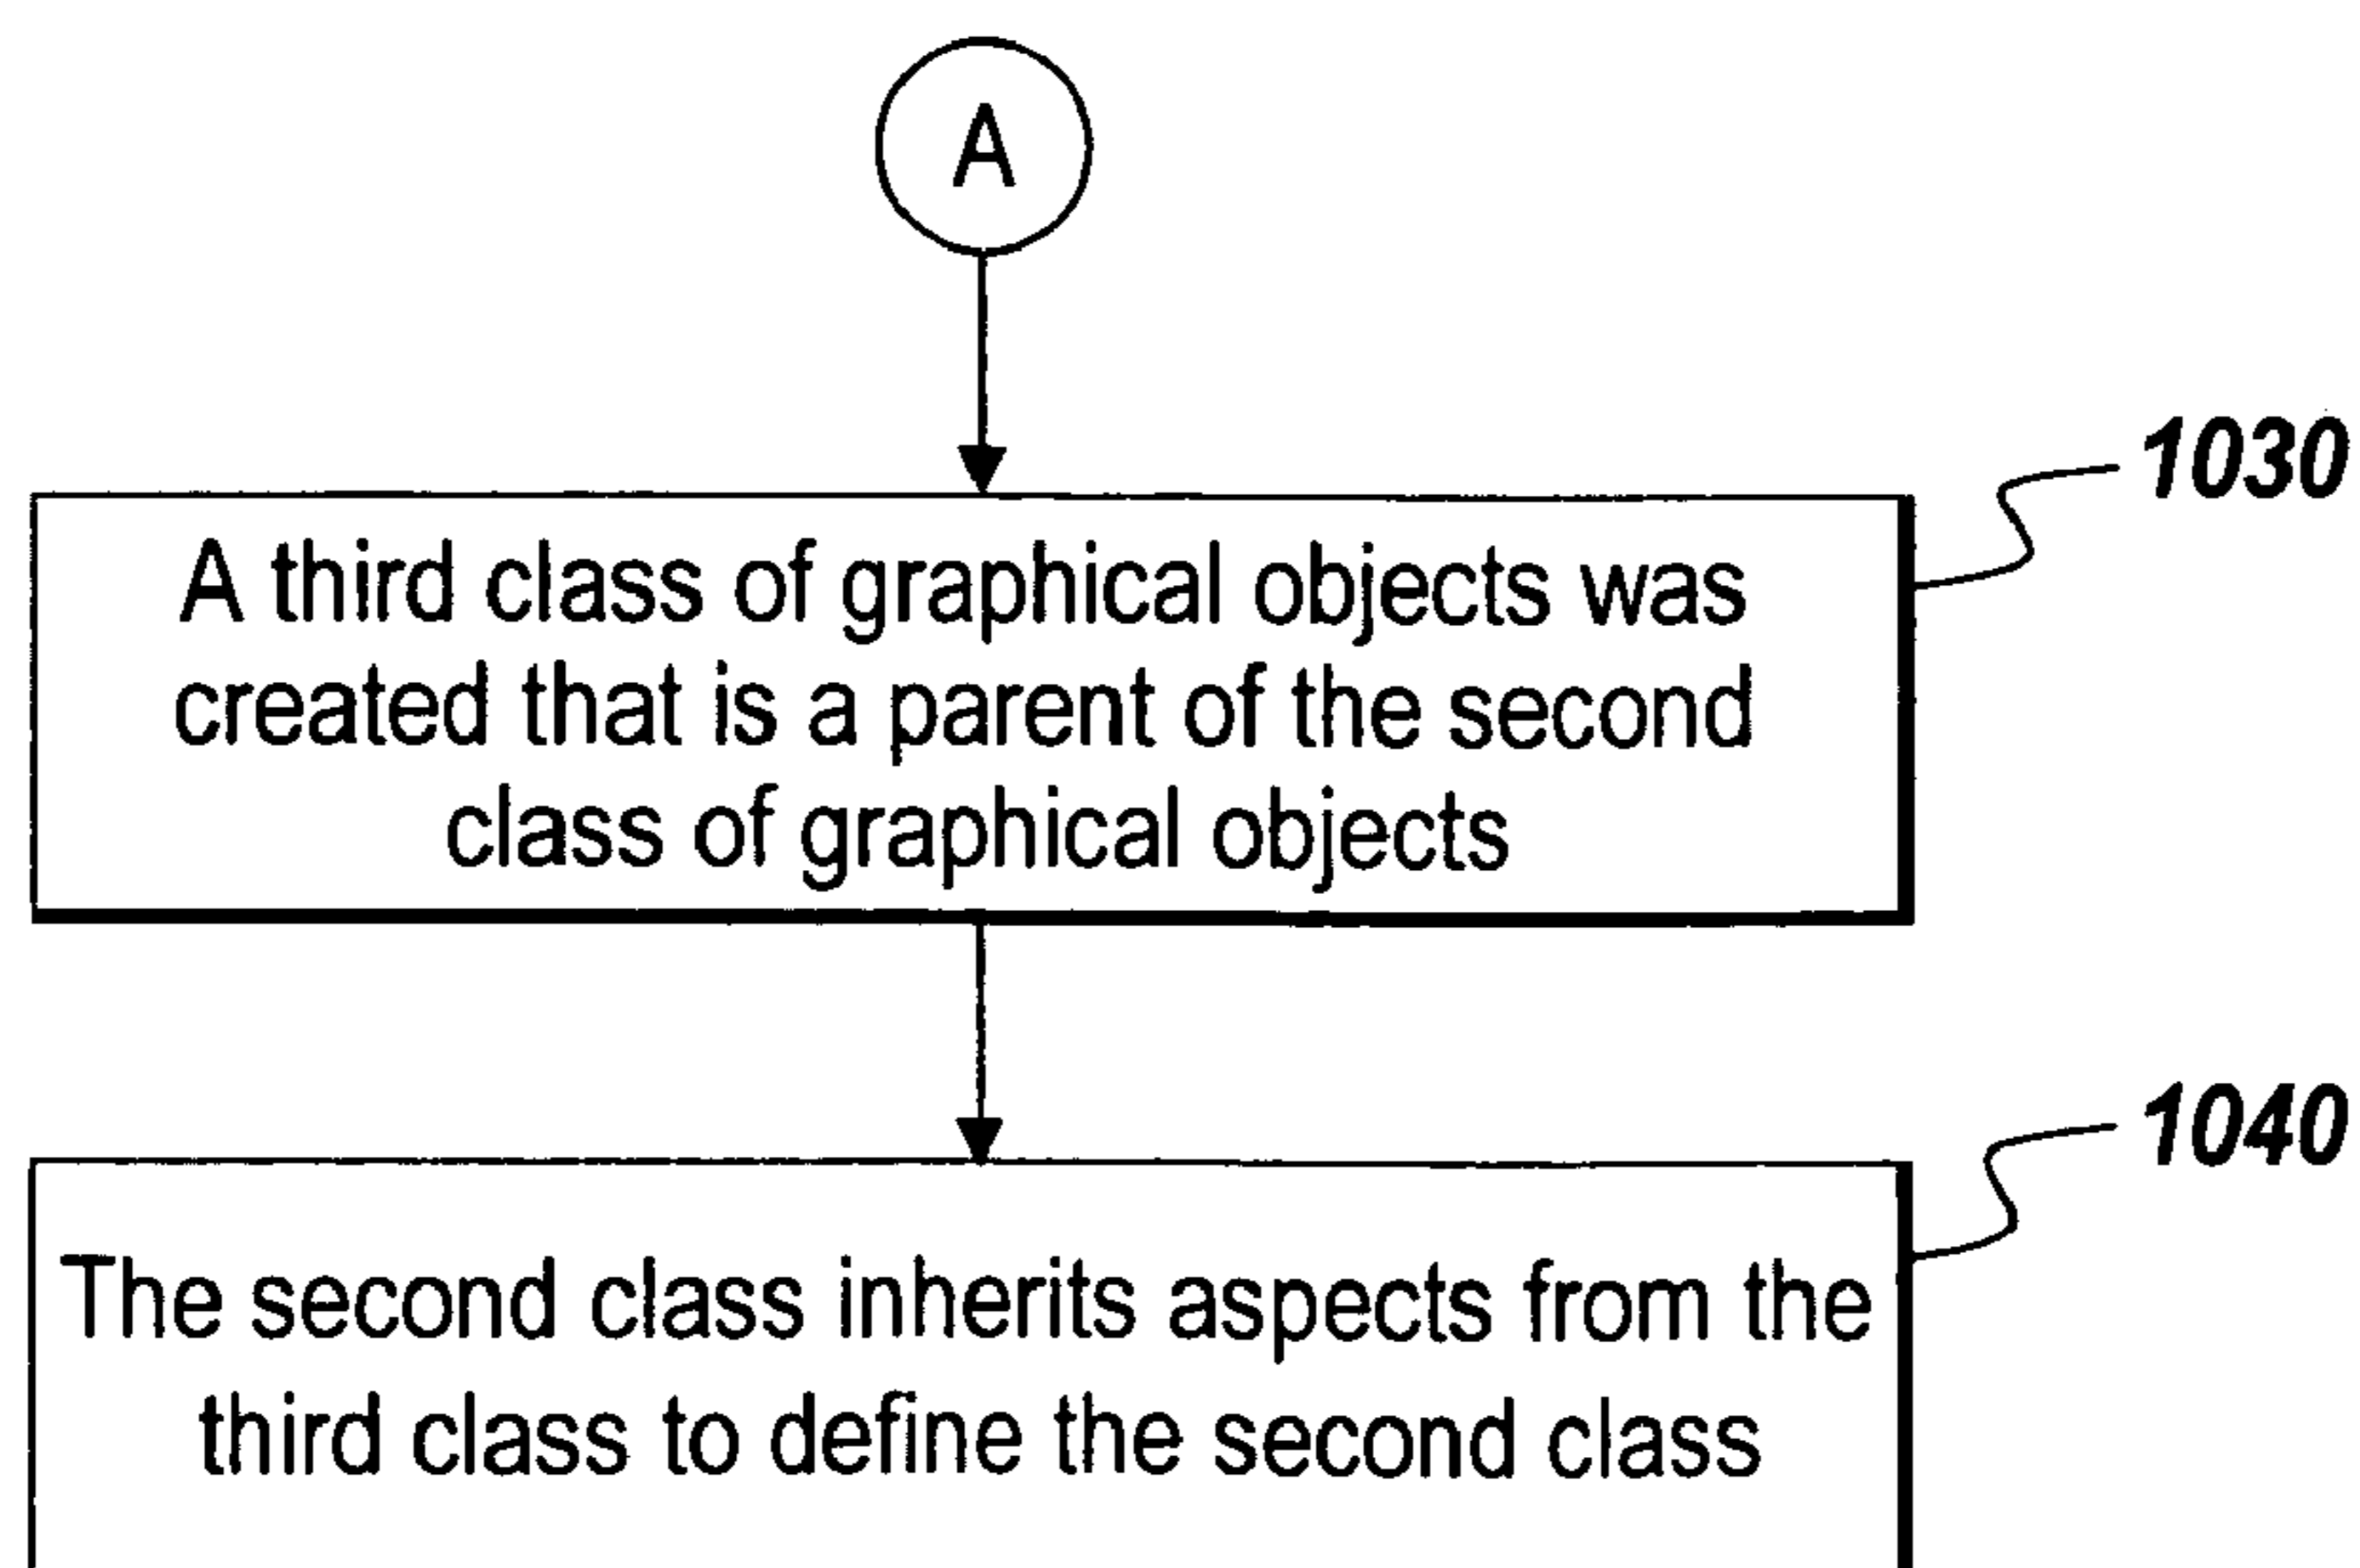 A
1030
A third class of graphical objects was
created that is a parent of the second
class of graphical objects
1040
The second class inherits aspects from the
third class to define the second class